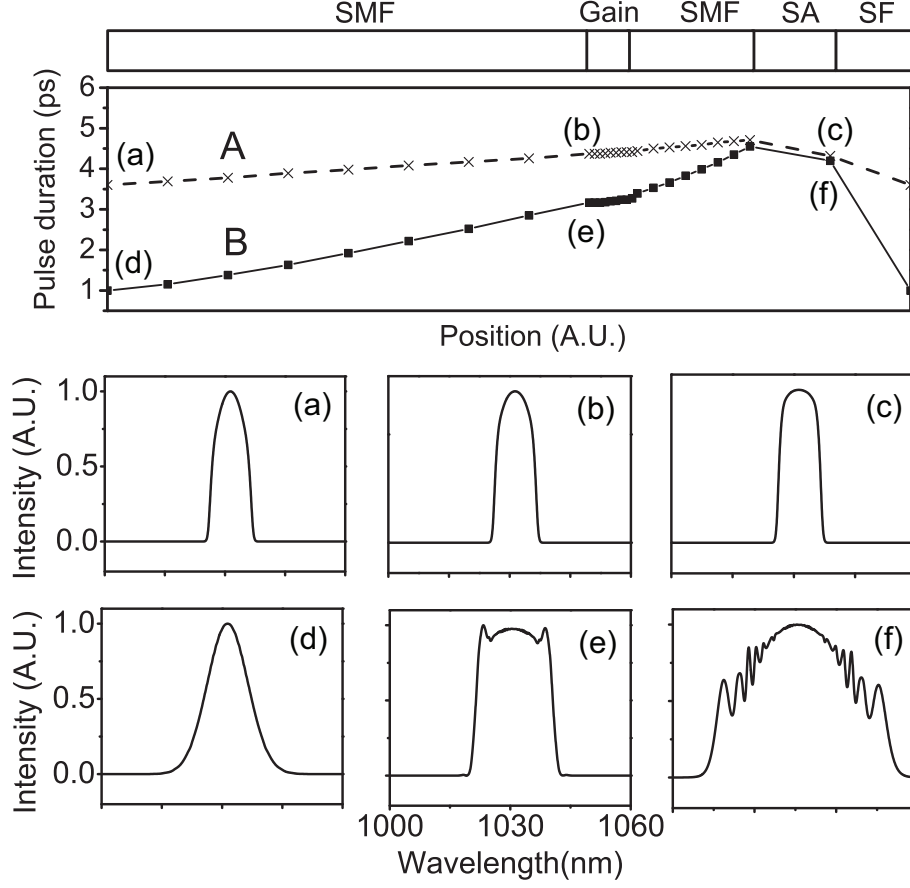 SMF Gain SMF SA SF
Pulse duration (ps)
6
5
4
3
2
1
(a) A (b) (c)
(d) B (e) (f)
Position (A.U.)
Intensity (A.U.)
1.0
0.5
0.0
(a) (b) (c)
Intensity (A.U.)
1.0
0.5
0.0
(d) (e) (f)
1000 1030 1060
Wavelength(nm)